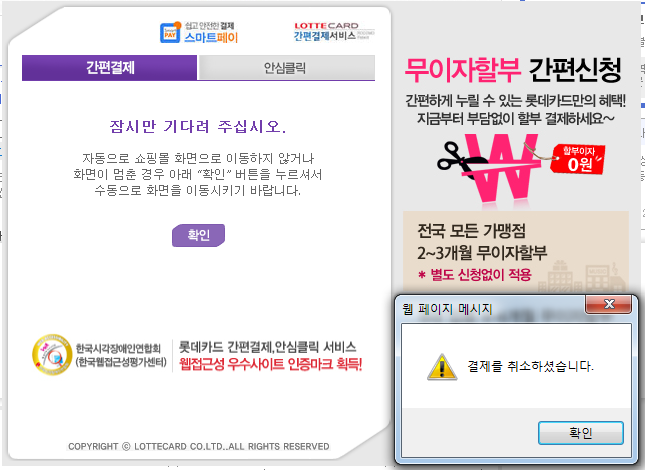 쉽고 안전한 결제
스마트페이
LOTTECARD
간편결제서비스
간편결제
안심클릭
잠시만 기다려 주십시오.
자동으로 쇼핑몰 화면으로 이동하지 않거나
화면이 멈춘 경우 아래 “확인” 버튼을 누르셔서
수동으로 화면을 이동시키기 바랍니다.
확인
한국시각장애인연합회
(한국웹접근성평가센터)
롯데카드 간편결제,안심클릭 서비스
웹접근성 우수사이트 인증마크 획득!
COPYRIGHT ⓒ LOTTECARD CO.LTD.,ALL RIGHTS RESERVED
무이자할부 간편신청
간편하게 누릴 수 있는 롯데카드만의 혜택!
지금부터 부담없이 할부 결제하세요~
할부이자
0원
전국 모든 가맹점
2~3개월 무이자할부
* 별도 신청없이 적용
웹 페이지 메시지
결제를 취소하셨습니다.
확인